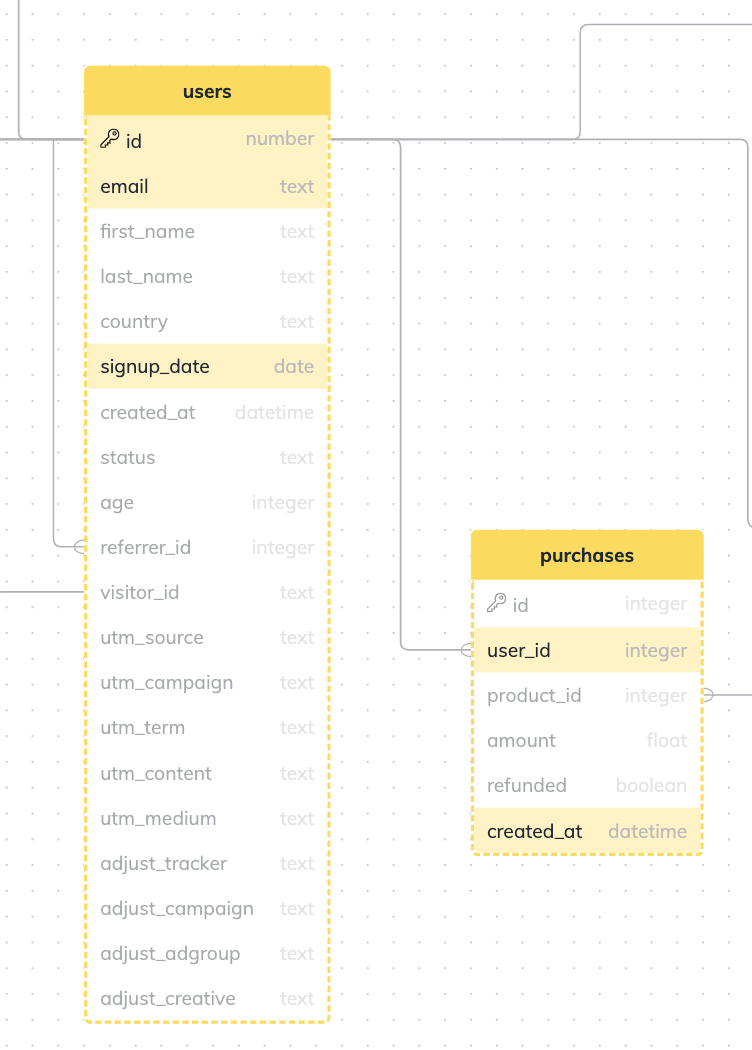 users
id number
email text
first_name text
last_name text
country text
signup_date date
created_at datetime
status text
age integer
referrer_id integer
visitor_id text
utm_source text
utm_campaign text
utm_term text
utm_content text
utm_medium text
adjust_tracker text
adjust_campaign text
adjust_adgroup text
adjust_creative text
purchases
id integer
user_id integer
product_id integer
amount float
refunded boolean
created_at datetime